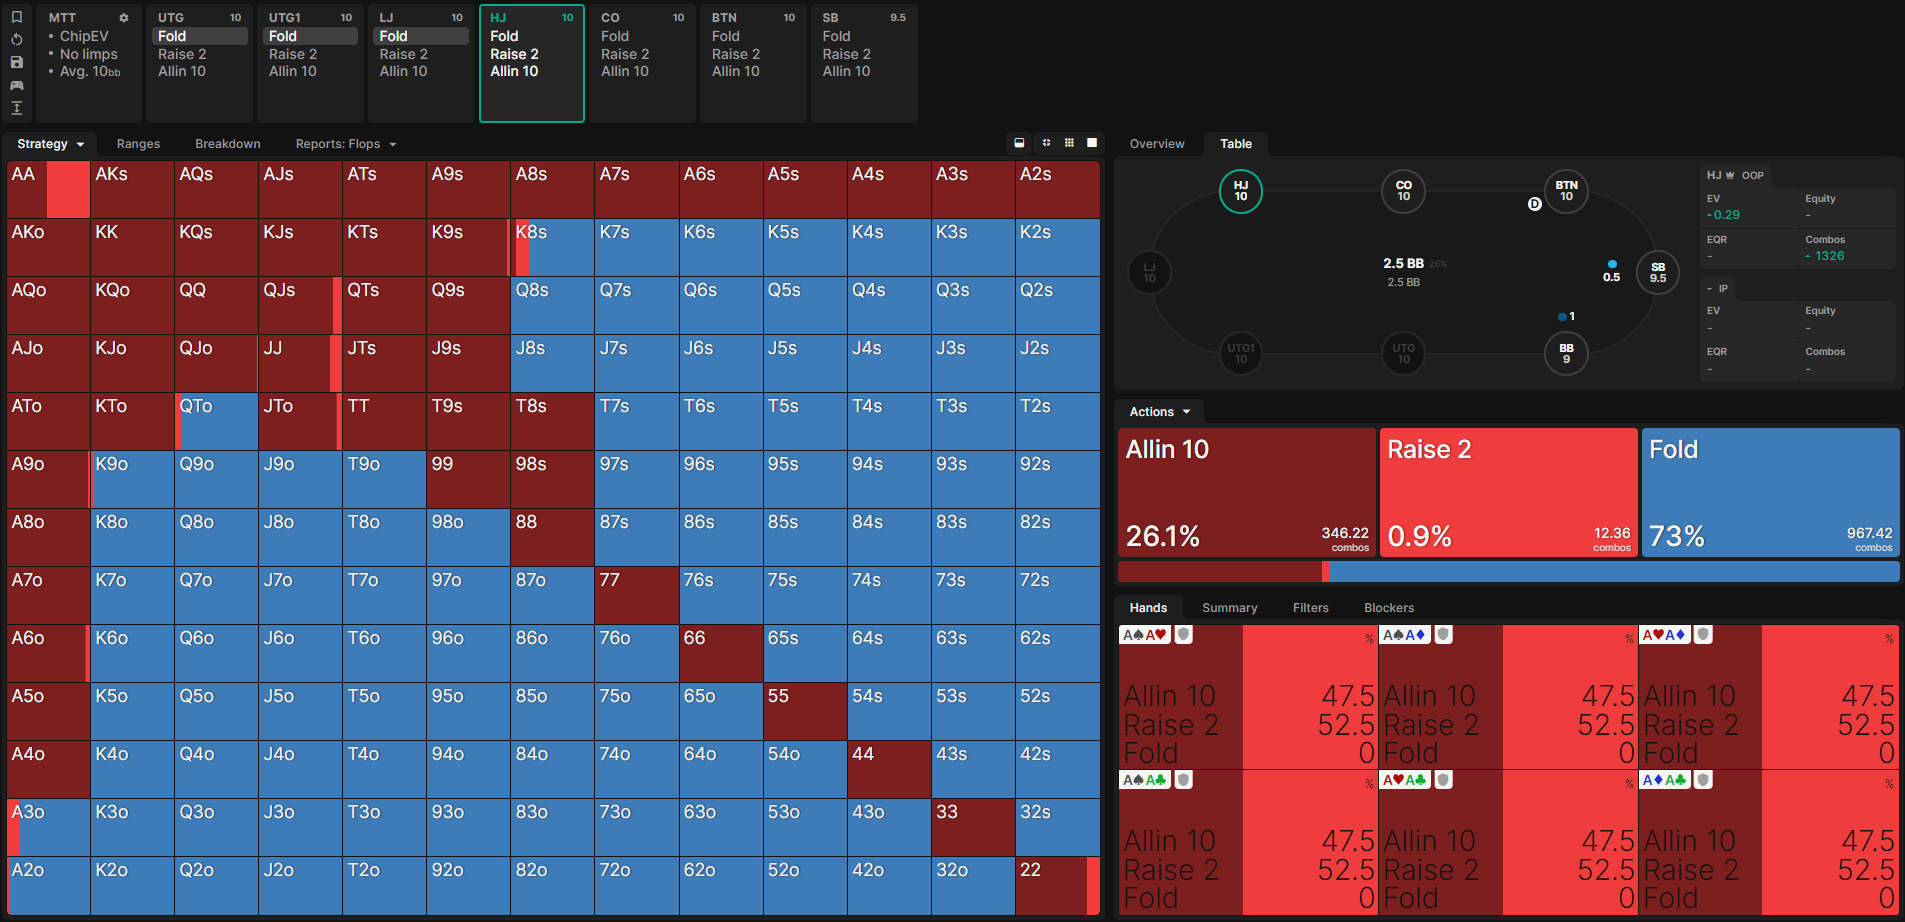 MTT
• ChipEV
• No limps
• Avg. 10bb
UTG 10
Fold
Raise 2
Allin 10
UTG1 10
Fold
Raise 2
Allin 10
LJ 10
Fold
Raise 2
Allin 10
HJ 10
Fold
Raise 2
Allin 10
CO 10
Fold
Raise 2
Allin 10
BTN 10
Fold
Raise 2
Allin 10
SB 9.5
Fold
Raise 2
Allin 10
Strategy Ranges Breakdown Reports: Flops
AA AKs AQs AJs ATs A9s A8s A7s A6s A5s A4s A3s A2s
AKo KK KQs KJs KTs K9s K8s K7s K6s K5s K4s K3s K2s
AQo KQo QQ QJs QTs Q9s Q8s Q7s Q6s Q5s Q4s Q3s Q2s
AJo KJo QJo JJ JTs J9s J8s J7s J6s J5s J4s J3s J2s
ATo KTo QTo JTo TT T9s T8s T7s T6s T5s T4s T3s T2s
A9o K9o Q9o J9o T9o 99 98s 97s 96s 95s 94s 93s 92s
A8o K8o Q8o J8o T8o 98o 88 87s 86s 85s 84s 83s 82s
A7o K7o Q7o J7o T7o 97o 87o 77 76s 75s 74s 73s 72s
A6o K6o Q6o J6o T6o 96o 86o 76o 66 65s 64s 63s 62s
A5o K5o Q5o J5o T5o 95o 85o 75o 65o 55 54s 53s 52s
A4o K4o Q4o J4o T4o 94o 84o 74o 64o 54o 44 43s 42s
A3o K3o Q3o J3o T3o 93o 83o 73o 63o 53o 43o 33 32s
A2o K2o Q2o J2o T2o 92o 82o 72o 62o 52o 42o 32o 22
Overview Table
HJ
10
CO
10
BTN
10
D
LJ
10
2.5 BB 26%
2.5 BB
0.5
SB
9.5
1
UTG1
10
UTG
10
BB
9
HJ OOP
EV Equity
0.29 -
EQR Combos
- 1326
- IP
EV Equity
- -
EQR Combos
- -
Actions
Allin 10
26.1%
346.22
combos
Raise 2
0.9%
12.36
combos
Fold
73%
967.42
combos
Hands Summary Filters Blockers
A♠A♥ % A♠A♦ % A♥A♦ %
Allin 10 47.5 Allin 10 47.5 Allin 10 47.5
Raise 2 52.5 Raise 2 52.5 Raise 2 52.5
Fold 0 Fold 0 Fold 0
A♠A♣ % A♥A♣ % A♦A♣ %
Allin 10 47.5 Allin 10 47.5 Allin 10 47.5
Raise 2 52.5 Raise 2 52.5 Raise 2 52.5
Fold 0 Fold 0 Fold 0